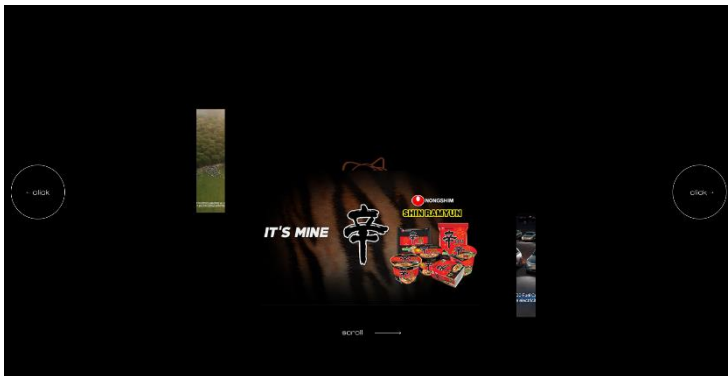 ← click
click →
NONGSHIM
SHIN RAMYUN
IT'S MINE
辛
scroll